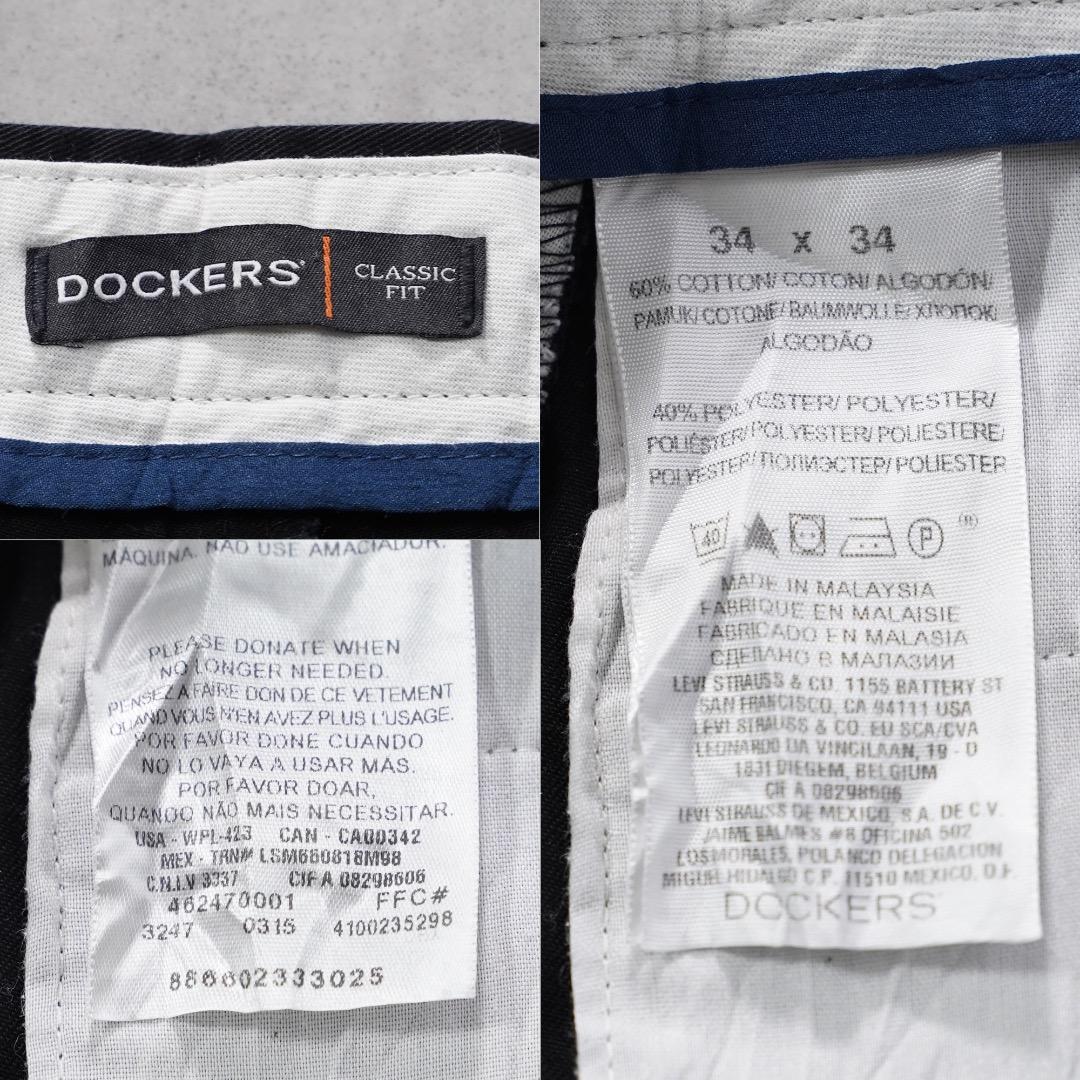 DOCKERS®
CLASSIC
FIT
34 x 34
60% COTTON/ COTON/ ALGODÓN/
PAMUK/ COTONE/ BAUMWOLLE/ ХЛОПОК/
ALGODÃO
40% POLYESTER/ POLYESTER/
POLIÉSTER/ POLYESTER/ POLIESTERE/
POLYESTER/ ПОЛИЭСТЕР/ POLIESTER
40
P
(R)
MADE IN MALAYSIA
FABRIQUE EN MALAISIE
FABRICADO EN MALASIA
СДЕЛАНО В МАЛАЗИИ
LEVI STRAUSS & CO. 1155 BATTERY ST
SAN FRANCISCO, CA 94111 USA
LEVI STRAUSS & CO. EU SCA/CVA
LEONARDO DA VINCILAAN, 19 - D
1831 DIEGEM, BELGIUM
CIF A 08298606
LEVI STRAUSS DE MEXICO, S.A. DE C.V.
JAIME BALMES #8 OFICINA 502
LOS MORALES, POLANCO DELEGACION
MIGUEL HIDALGO C.P. 11510 MEXICO, D.F.
DOCKERS
MÁQUINA. NÃO USE AMACIADOR.
PLEASE DONATE WHEN
NO LONGER NEEDED.
PENSEZ A FAIRE DON DE CE VETEMENT
QUAND VOUS N'EN AVEZ PLUS L'USAGE.
POR FAVOR DONE CUANDO
NO LO VAYA A USAR MÁS.
POR FAVOR DOAR,
QUANDO NÃO MAIS NECESSITAR.
USA - WPL-423 CAN - CA00342
MEX - TRN# LSM660818M98
C.N.I.V 3337 CIF A 08298606
462470001 FFC#
3247 0315 4100235298
886602333025